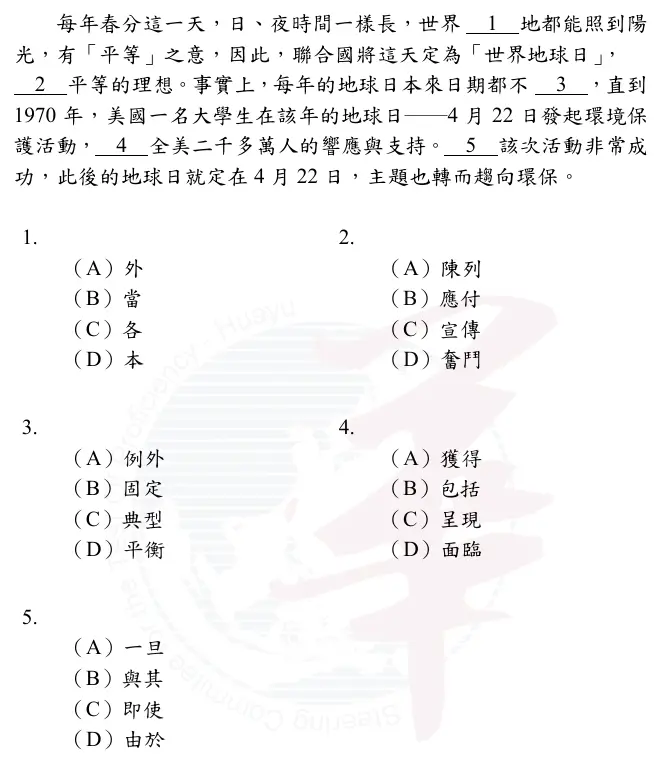 每年春分這一天，日、夜時間一樣長，世界 1 地都能照到陽
光，有「平等」之意，因此，聯合國將這天定為「世界地球日」，
2 平等的理想。事實上，每年的地球日本來日期都不 3 ，直到
1970 年，美國一名大學生在該年的地球日——4 月 22 日發起環境保
護活動， 4 全美二千多萬人的響應與支持。 5 該次活動非常成
功，此後的地球日就定在 4 月 22 日，主題也轉而趨向環保。
1.
（A）外
（B）當
（C）各
（D）本
2.
（A）陳列
（B）應付
（C）宣傳
（D）奮鬥
3.
（A）例外
（B）固定
（C）典型
（D）平衡
4.
（A）獲得
（B）包括
（C）呈現
（D）面臨
5.
（A）一旦
（B）與其
（C）即使
（D）由於
華
Steering Committee for the Test Proficiency Huayu